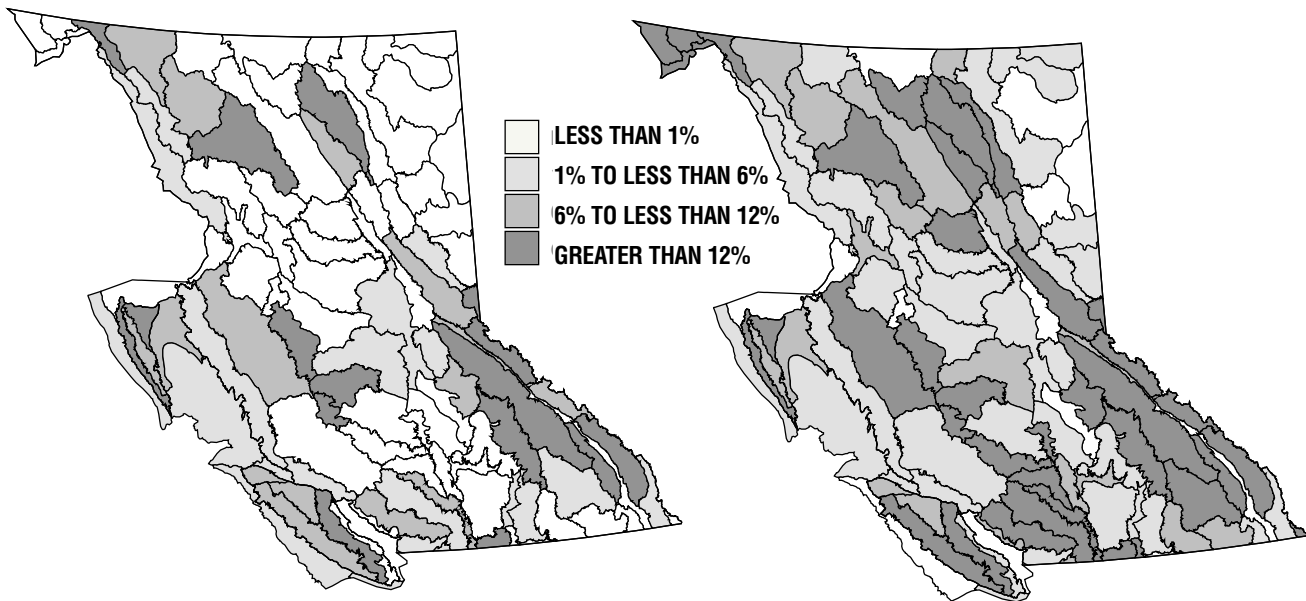 LESS THAN 1%
1% TO LESS THAN 6%
6% TO LESS THAN 12%
GREATER THAN 12%